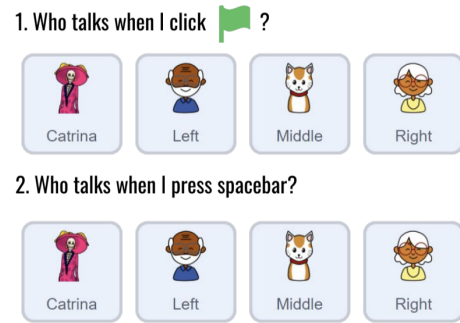 1. Who talks when I click ?
Catrina Left Middle Right
2. Who talks when I press spacebar?
Catrina Left Middle Right